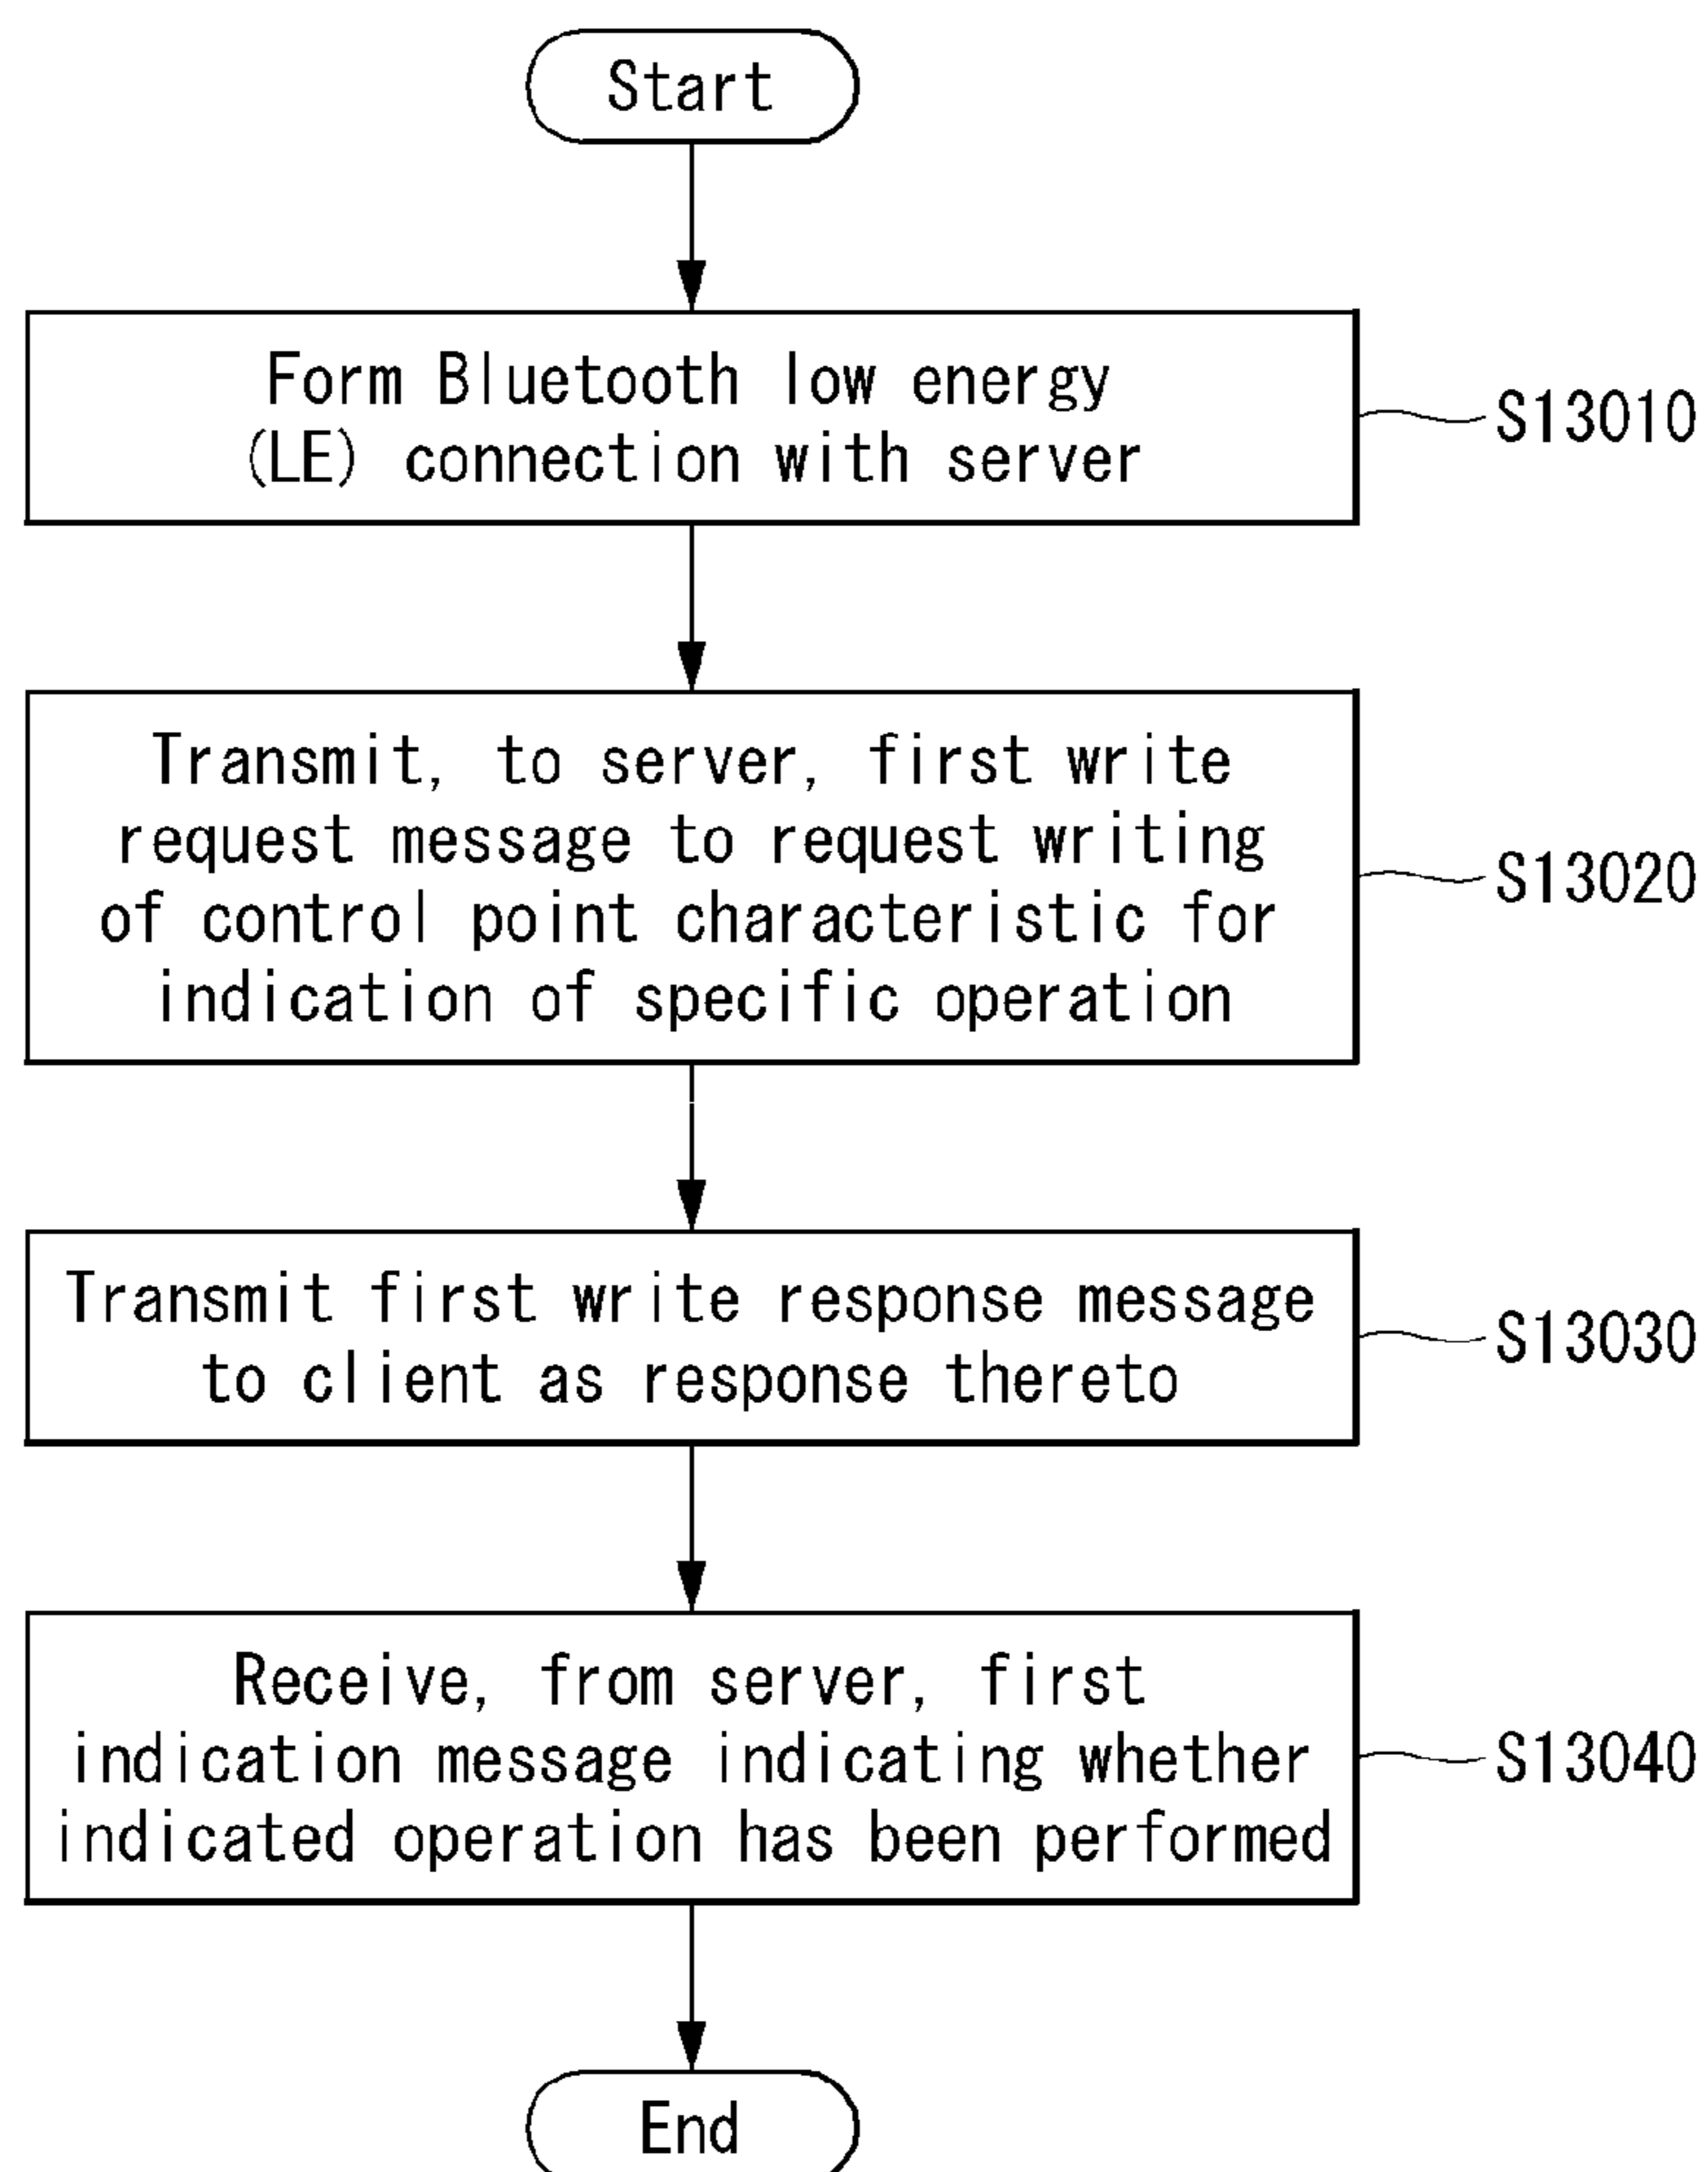 Start
Form Bluetooth low energy
(LE) connection with server
S13010
Transmit, to server, first write
request message to request writing
of control point characteristic for
indication of specific operation
S13020
Transmit first write response message
to client as response thereto
S13030
Receive, from server, first
indication message indicating whether
indicated operation has been performed
S13040
End